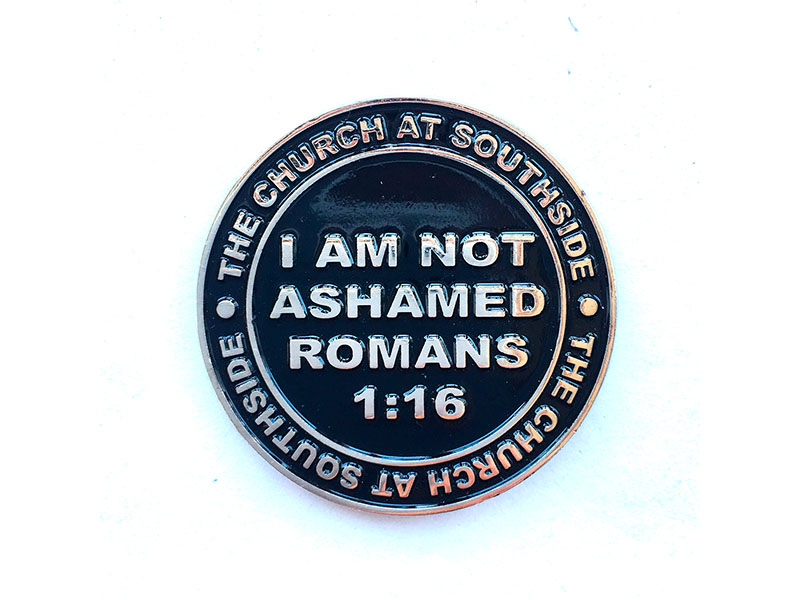 THE CHURCH AT SOUTHSIDE
I AM NOT
ASHAMED
ROMANS
1:16
THE CHURCH AT SOUTHSIDE